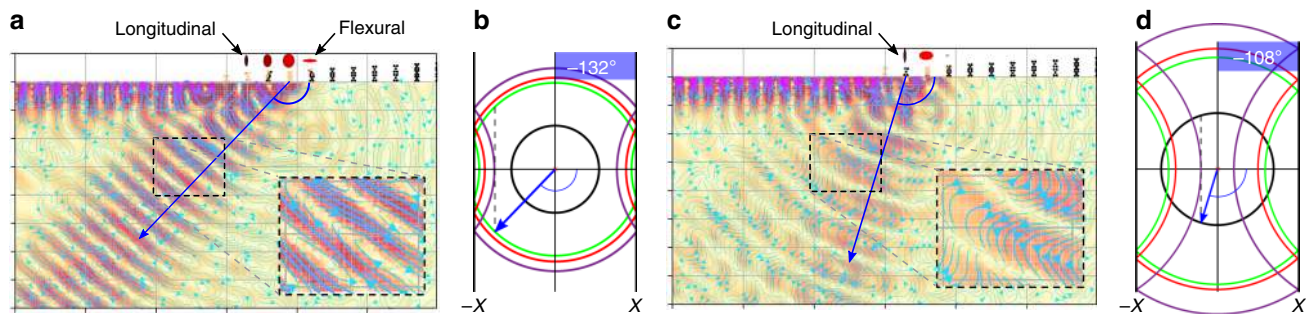 a
Longitudinal
Flexural
b
−132°
−X
X
c
Longitudinal
d
−108°
−X
X